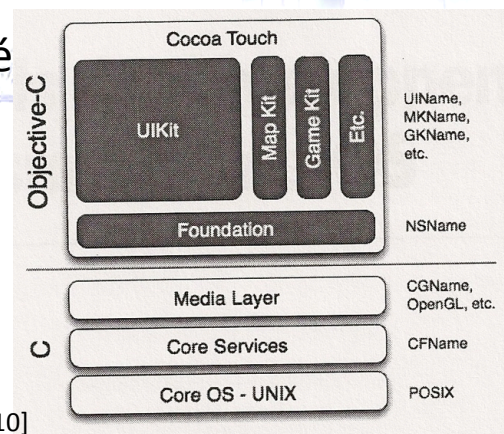 é
Cocoa Touch
Objective-C
UIKit
Map Kit
Game Kit
Etc.
UIName,
MKName,
GKName,
etc.
Foundation
NSName
C
Media Layer
CGName,
OpenGL, etc.
Core Services
CFName
Core OS - UNIX
POSIX
10]